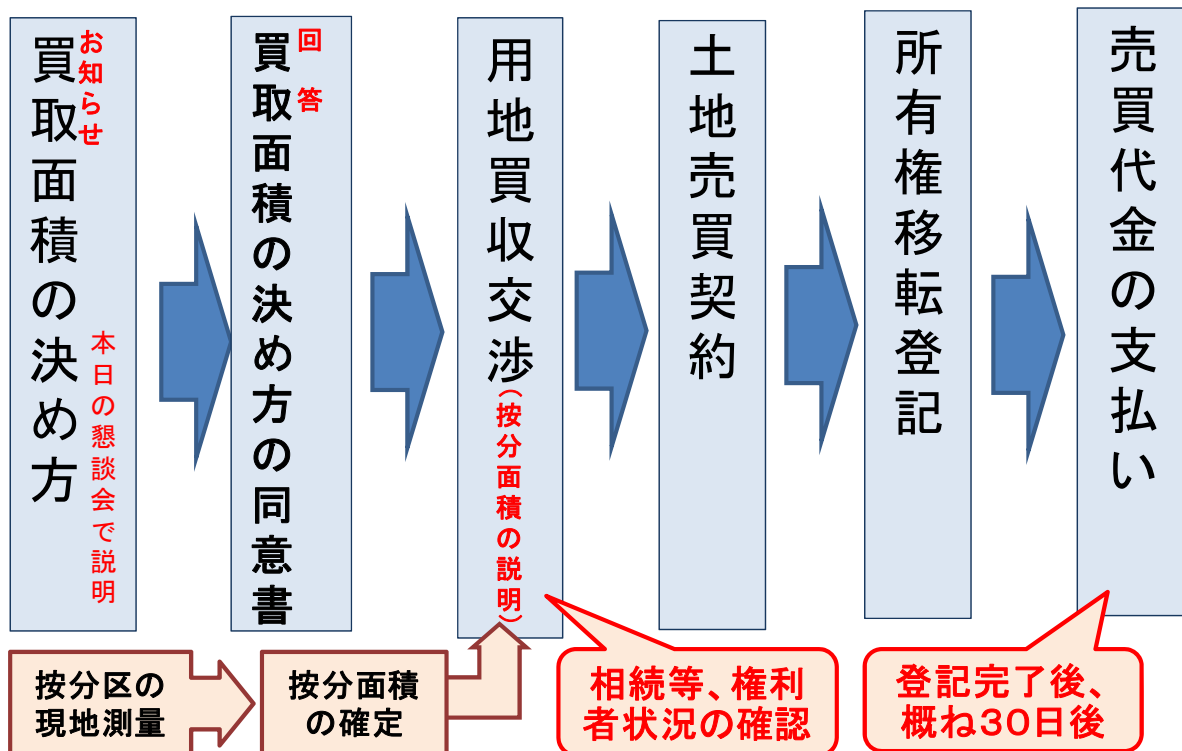 お知らせ
買取面積の決め方
本日の懇談会で説明
回答
買取面積の決め方の同意書
用地買収交渉(按分面積の説明)
土地売買契約
所有権移転登記
売買代金の支払い
按分区の
現地測量
按分面積
の確定
相続等、権利
者状況の確認
登記完了後、
概ね30日後